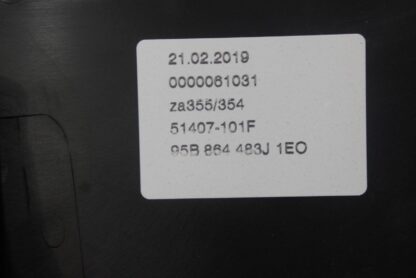 21.02.2019
0000061031
za355/354
51407-101F
95B 864 483J 1EO